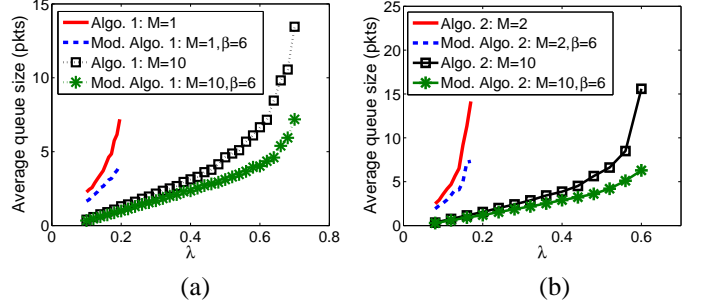 Average queue size (pkts)
15
10
5
0
0
0.2
0.4
0.6
0.8
λ
Algo. 1: M=1
Mod. Algo. 1: M=1,β=6
Algo. 1: M=10
Mod. Algo. 1: M=10,β=6
(a)
Average queue size (pkts)
25
20
15
10
5
0
0
0.2
0.4
0.6
λ
Algo. 2: M=2
Mod. Algo. 2: M=2,β=6
Algo. 2: M=10
Mod. Algo. 2: M=10,β=6
(b)